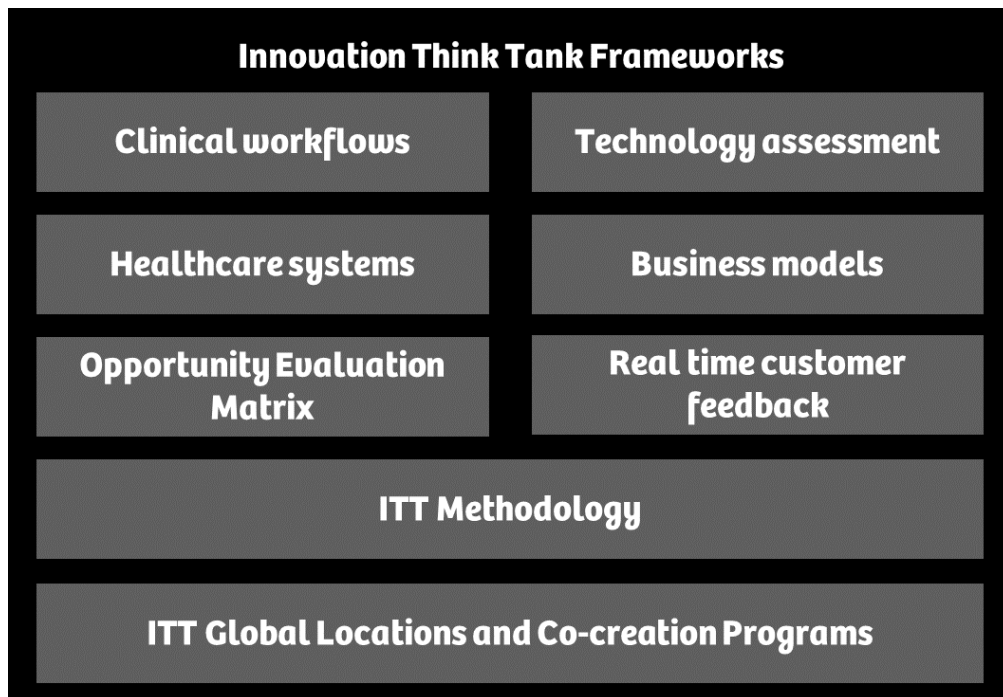 Innovation Think Tank Frameworks
Clinical workflows
Technology assessment
Healthcare systems
Business models
Opportunity Evaluation
Matrix
Real time customer
feedback
ITT Methodology
ITT Global Locations and Co-creation Programs